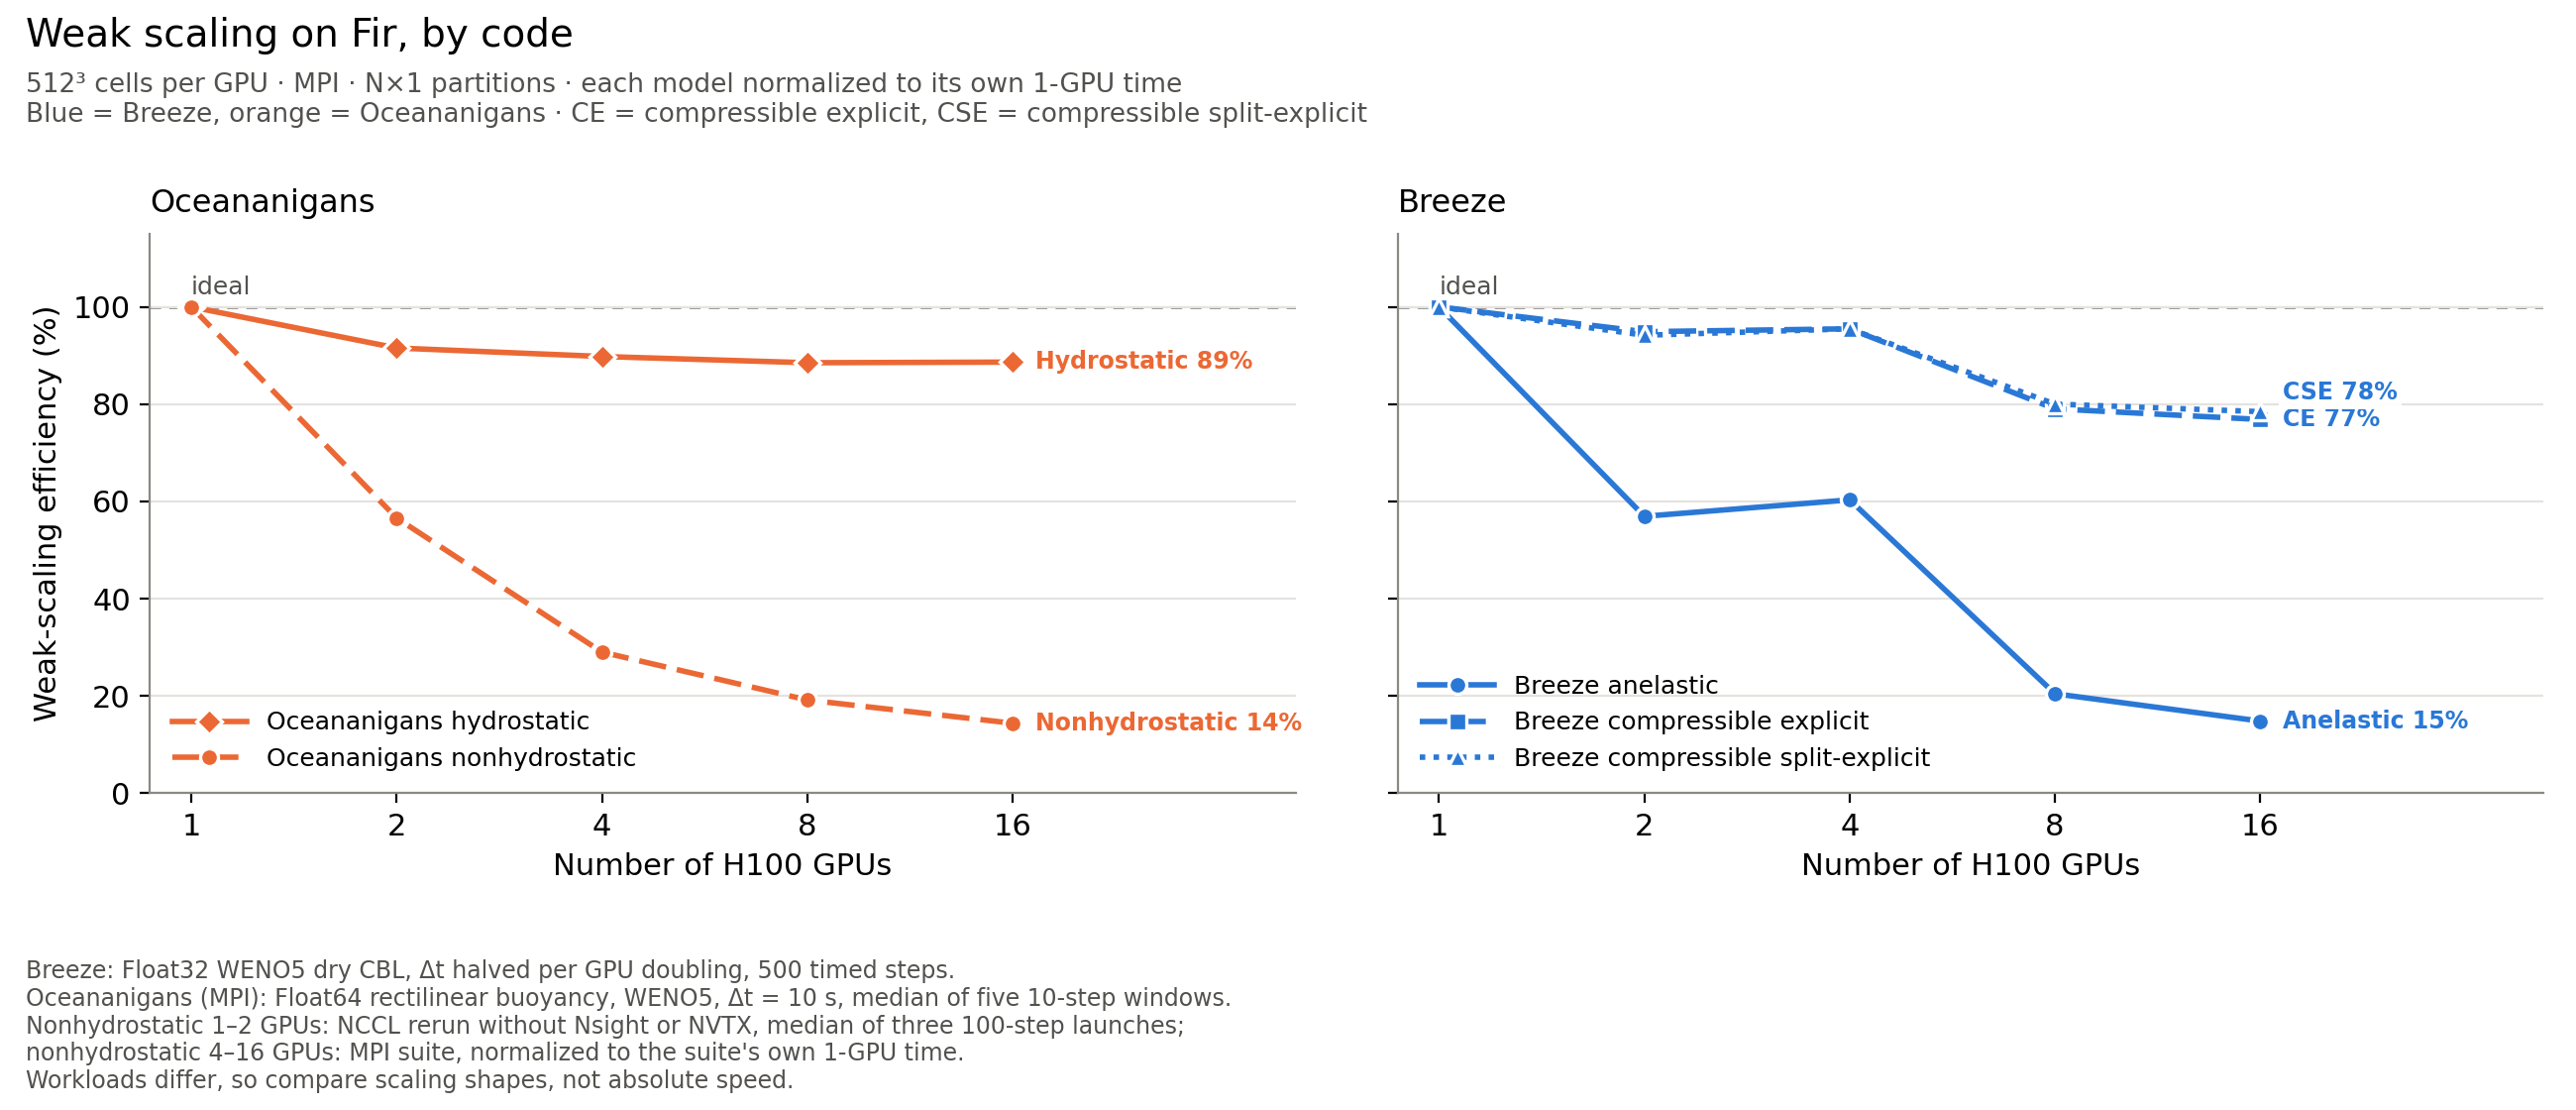 Weak scaling on Fir, by code
512³ cells per GPU · MPI · N×1 partitions · each model normalized to its own 1-GPU time
Blue = Breeze, orange = Oceananigans · CE = compressible explicit, CSE = compressible split-explicit
Oceananigans
Weak-scaling efficiency (%)
100
80
60
40
20
0
ideal
Hydrostatic 89%
Nonhydrostatic 14%
Oceananigans hydrostatic
Oceananigans nonhydrostatic
1 2 4 8 16
Number of H100 GPUs
Breeze
ideal
CSE 78%
CE 77%
Anelastic 15%
Breeze anelastic
Breeze compressible explicit
Breeze compressible split-explicit
1 2 4 8 16
Number of H100 GPUs
Breeze: Float32 WENO5 dry CBL, Δt halved per GPU doubling, 500 timed steps.
Oceananigans (MPI): Float64 rectilinear buoyancy, WENO5, Δt = 10 s, median of five 10-step windows.
Nonhydrostatic 1–2 GPUs: NCCL rerun without Nsight or NVTX, median of three 100-step launches;
nonhydrostatic 4–16 GPUs: MPI suite, normalized to the suite's own 1-GPU time.
Workloads differ, so compare scaling shapes, not absolute speed.